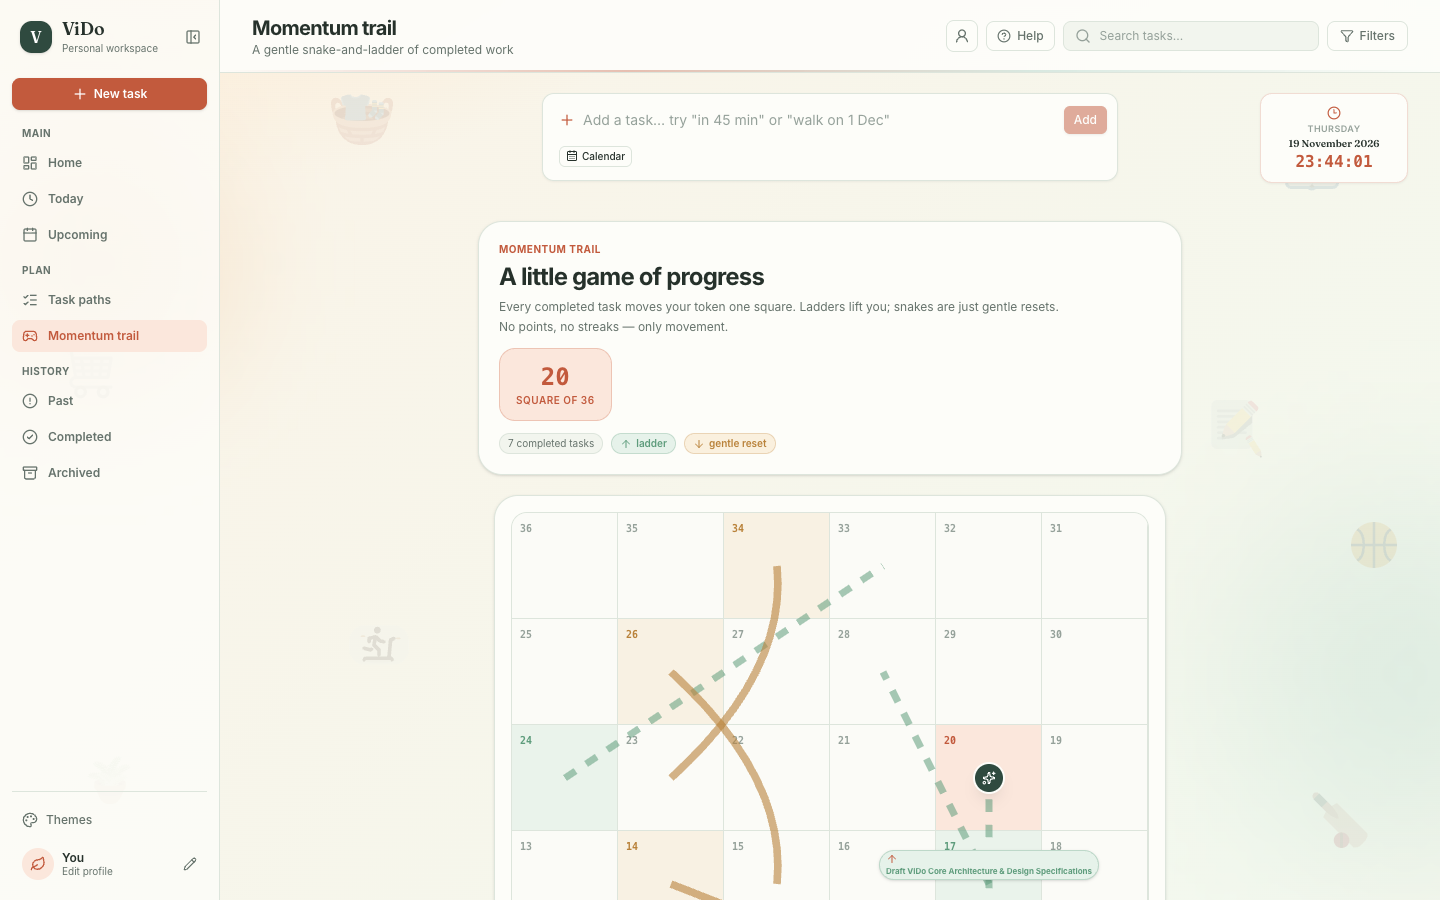 V
ViDo
Personal workspace
New task
MAIN
Home
Today
Upcoming
PLAN
Task paths
Momentum trail
HISTORY
Past
Completed
Archived
Themes
You
Edit profile
Momentum trail
A gentle snake-and-ladder of completed work
Help
Search tasks...
Filters
Add a task... try "in 45 min" or "walk on 1 Dec"
Add
Calendar
THURSDAY
19 November 2026
23:44:01
MOMENTUM TRAIL
A little game of progress
Every completed task moves your token one square. Ladders lift you; snakes are just gentle resets.
No points, no streaks — only movement.
20
SQUARE OF 36
7 completed tasks
ladder
gentle reset
36 35 34 33 32 31
25 26 27 28 29 30
24 23 22 21 20 19
13 14 15 16 17 18
Draft ViDo Core Architecture & Design Specifications